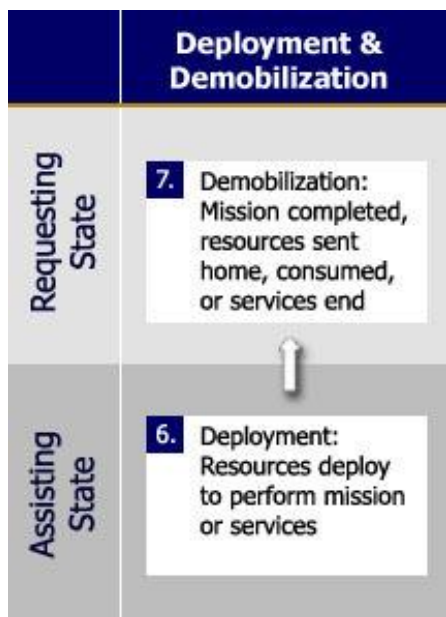 Deployment &
Demobilization
Requesting
State
7. Demobilization:
Mission completed,
resources sent
home, consumed,
or services end
Assisting
State
6. Deployment:
Resources deploy
to perform mission
or services